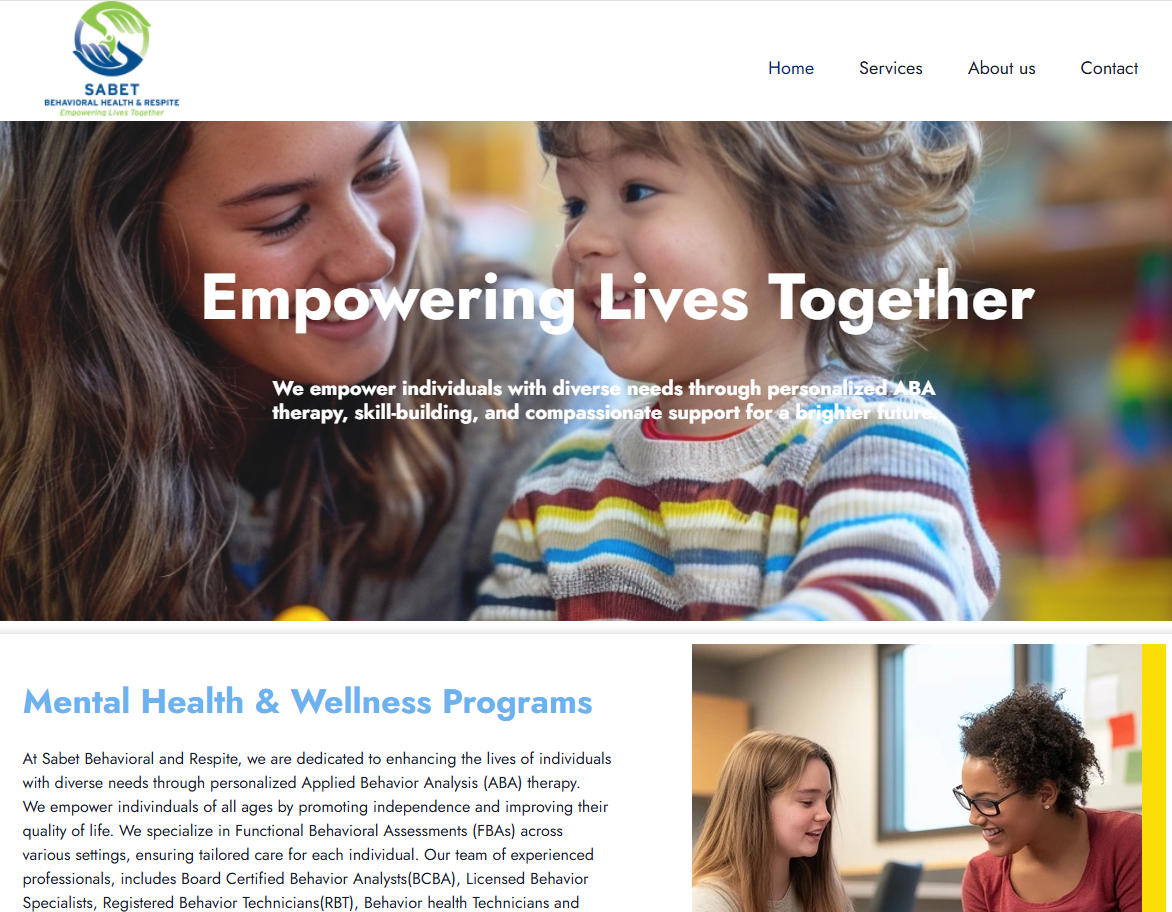 SABET
BEHAVIORAL HEALTH & RESPITE
Empowering Lives Together
Home Services About us Contact
Empowering Lives Together
We empower individuals with diverse needs through personalized ABA
therapy, skill-building, and compassionate support for a brighter future.
Mental Health & Wellness Programs
At Sabet Behavioral and Respite, we are dedicated to enhancing the lives of individuals
with diverse needs through personalized Applied Behavior Analysis (ABA) therapy.
We empower indivinduals of all ages by promoting independence and improving their
quality of life. We specialize in Functional Behavioral Assessments (FBAs) across
various settings, ensuring tailored care for each individual. Our team of experienced
professionals, includes Board Certified Behavior Analysts(BCBA), Licensed Behavior
Specialists, Registered Behavior Technicians(RBT), Behavior health Technicians and